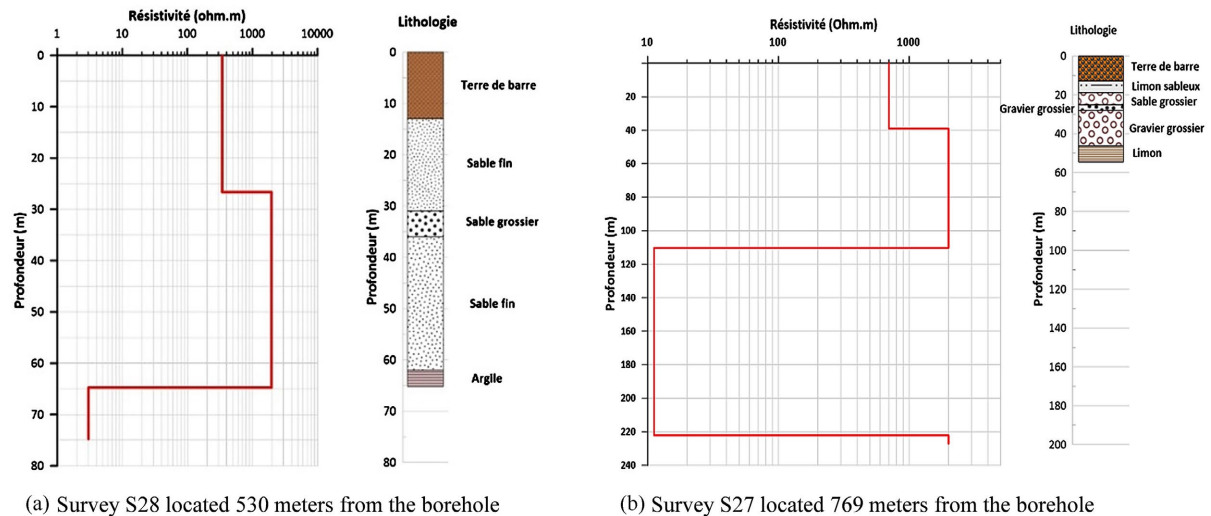 Résistivité (ohm.m)
1 10 100 1000 10000
Profondeur (m)
0
10
20
30
40
50
60
70
80
Lithologie
Profondeur (m)
0
10
20
30
40
50
60
70
80
Terre de barre
Sable fin
Sable grossier
Sable fin
Argile
(a) Survey S28 located 530 meters from the borehole
Résistivité (Ohm.m)
10 100 1000
Profondeur (m)
20
40
60
80
100
120
140
160
180
200
220
240
Lithologie
Profondeur (m)
0
20
40
60
80
100
120
140
160
180
200
Terre de barre
Limon sableux
Sable grossier
Gravier grossier
Gravier grossier
Limon
(b) Survey S27 located 769 meters from the borehole